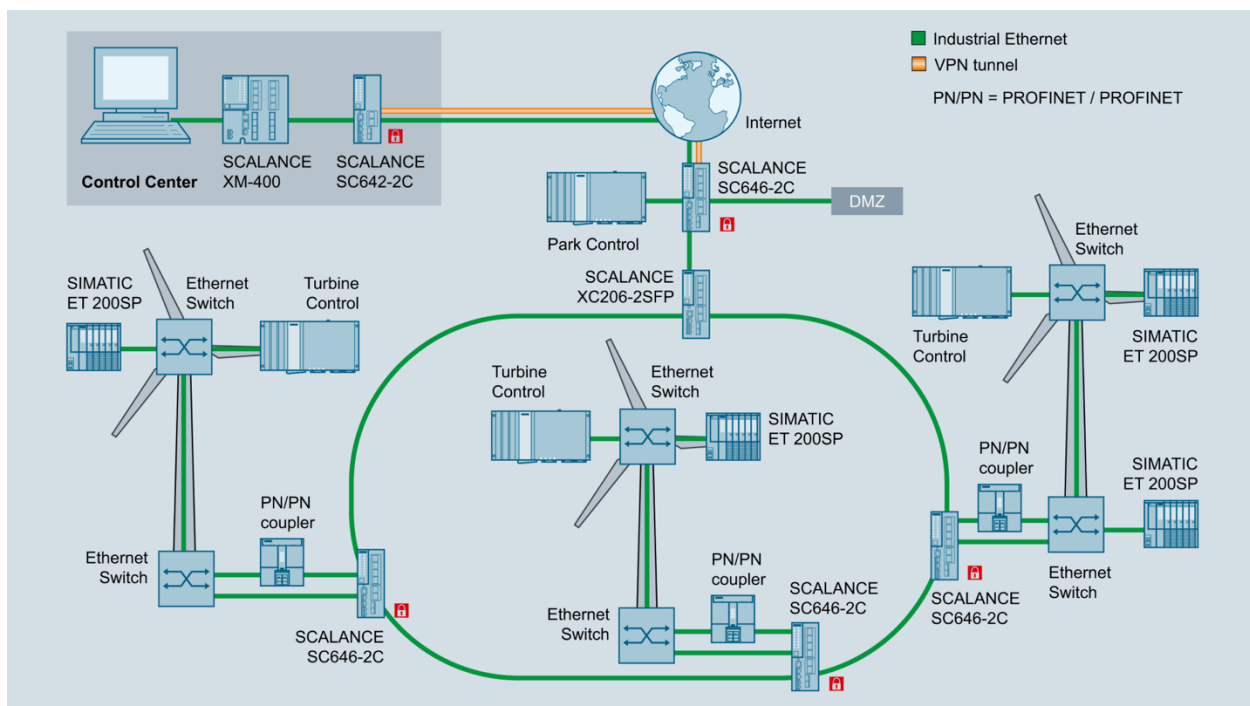 Industrial Ethernet
VPN tunnel
PN/PN = PROFINET / PROFINET
Control Center
SCALANCE
XM-400
SCALANCE
SC642-2C
Internet
SCALANCE
SC646-2C
DMZ
Park Control
SCALANCE
XC206-2SFP
SIMATIC
ET 200SP
Ethernet
Switch
Turbine
Control
Ethernet
Switch
PN/PN
coupler
SCALANCE
SC646-2C
Turbine
Control
Ethernet
Switch
SIMATIC
ET 200SP
Ethernet
Switch
PN/PN
coupler
SCALANCE
SC646-2C
Ethernet
Switch
Turbine
Control
SIMATIC
ET 200SP
PN/PN
coupler
SIMATIC
ET 200SP
SCALANCE
SC646-2C
Ethernet
Switch